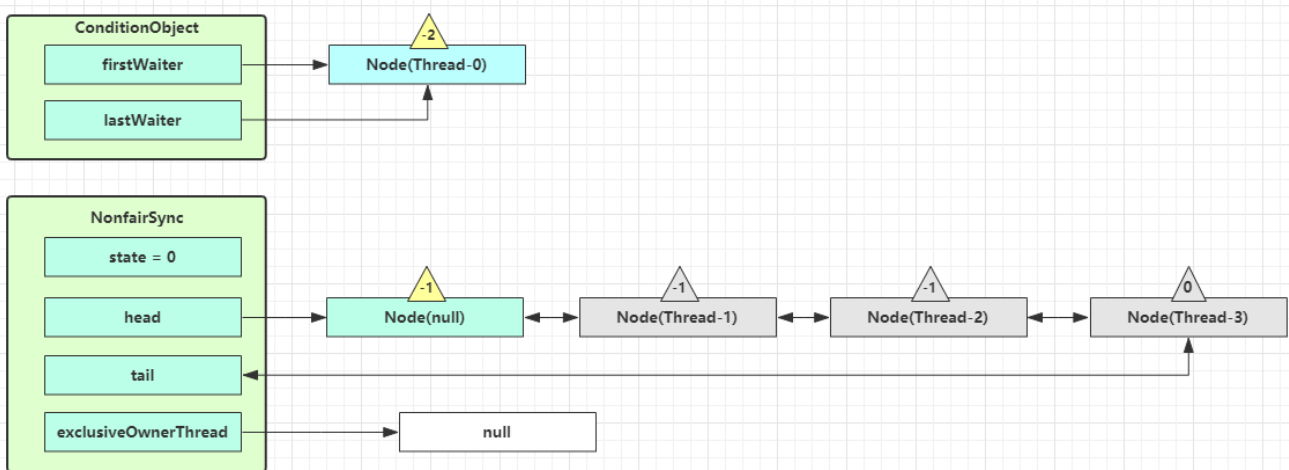 ConditionObject
-2
firstWaiter
Node(Thread-0)
lastWaiter
NonfairSync
state = 0
-1
-1
-1
0
head
Node(null)
Node(Thread-1)
Node(Thread-2)
Node(Thread-3)
tail
exclusiveOwnerThread
null